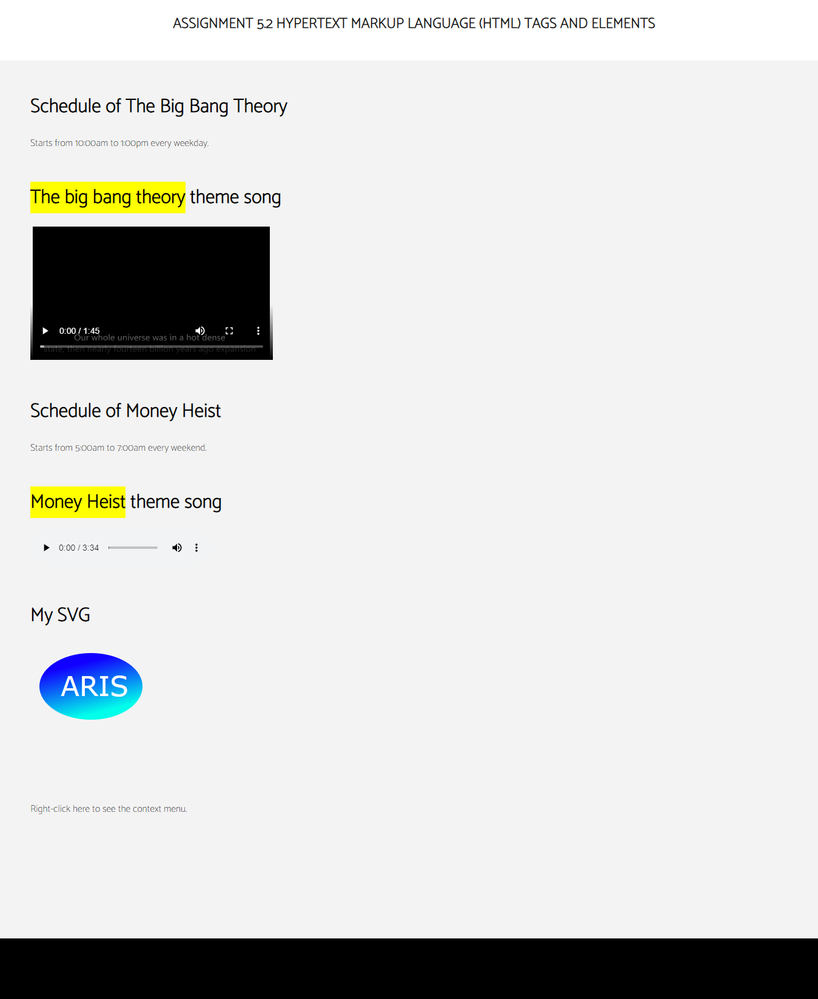 ASSIGNMENT 5.2 HYPERTEXT MARKUP LANGUAGE (HTML) TAGS AND ELEMENTS
Schedule of The Big Bang Theory
Starts from 10:00am to 1:00pm every weekday.
The big bang theory theme song
0:00 / 1:45
Our whole universe was in a hot dense
state, then nearly fourteen billion years ago expansion
Schedule of Money Heist
Starts from 5:00am to 7:00am every weekend.
Money Heist theme song
0:00 / 3:34
My SVG
ARIS
Right-click here to see the context menu.